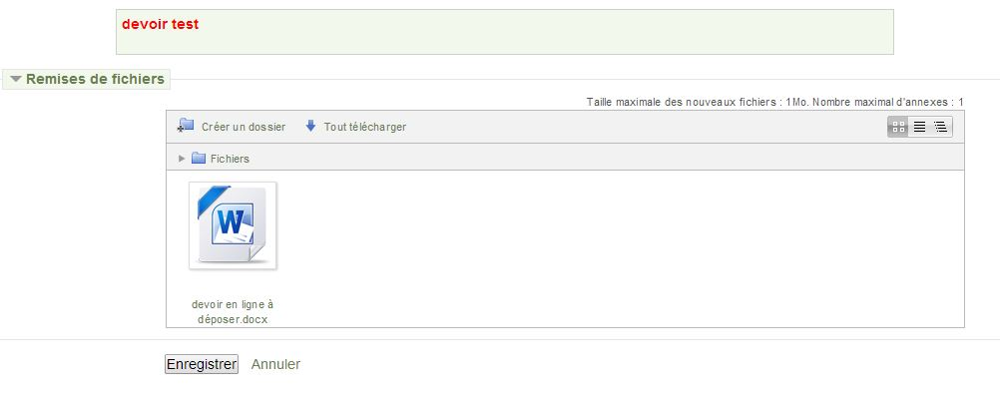 devoir test
Remises de fichiers
Taille maximale des nouveaux fichiers : 1Mo. Nombre maximal d'annexes : 1
Créer un dossier Tout télécharger
Fichiers
W
devoir en ligne à
déposer.docx
Enregistrer Annuler